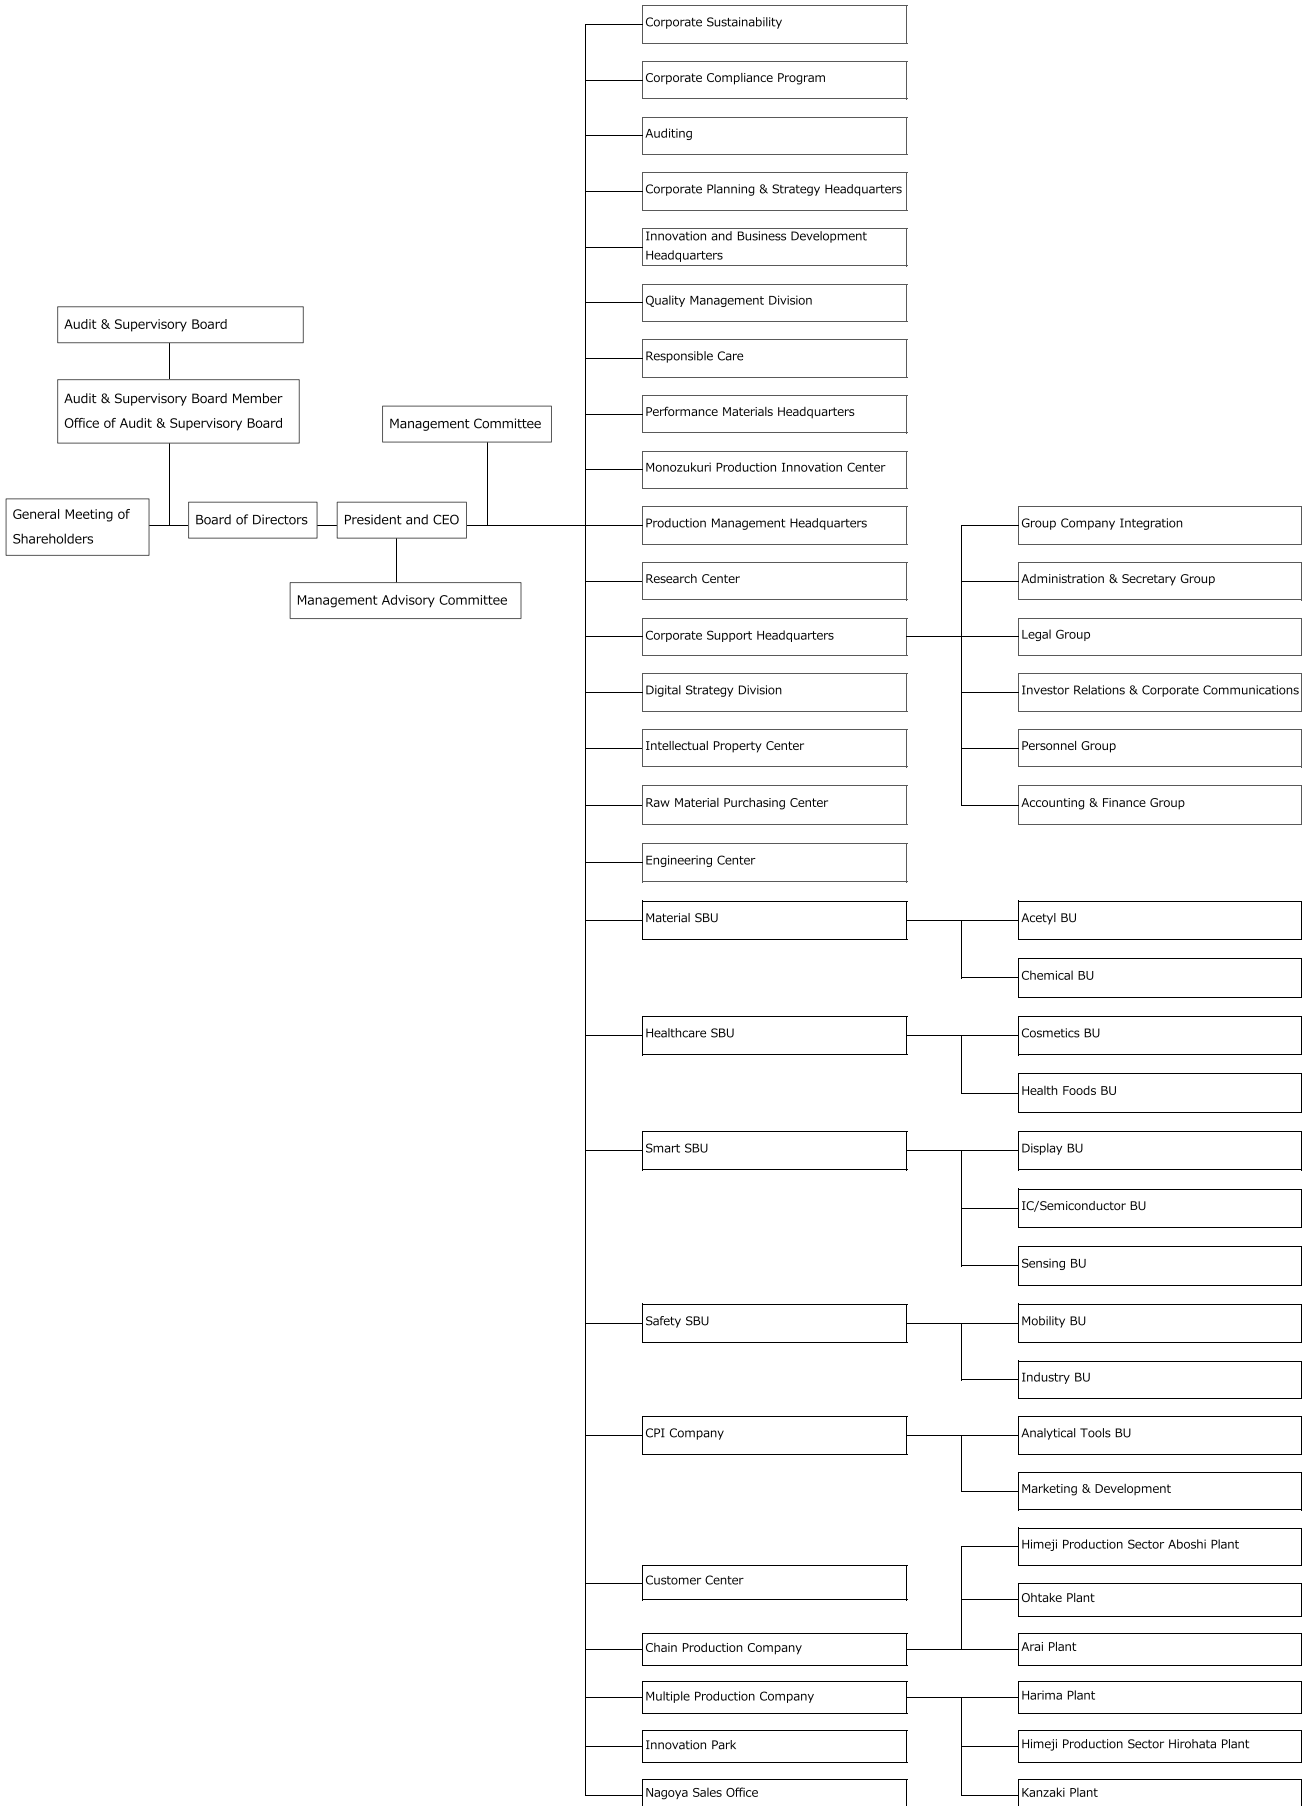 Audit & Supervisory Board
Audit & Supervisory Board Member
Office of Audit & Supervisory Board
General Meeting of
Shareholders
Board of Directors
President and CEO
Management Committee
Management Advisory Committee
Corporate Sustainability
Corporate Compliance Program
Auditing
Corporate Planning & Strategy Headquarters
Innovation and Business Development
Headquarters
Quality Management Division
Responsible Care
Performance Materials Headquarters
Monozukuri Production Innovation Center
Production Management Headquarters
Research Center
Corporate Support Headquarters
Group Company Integration
Administration & Secretary Group
Legal Group
Investor Relations & Corporate Communications
Personnel Group
Accounting & Finance Group
Digital Strategy Division
Intellectual Property Center
Raw Material Purchasing Center
Engineering Center
Material SBU
Acetyl BU
Chemical BU
Healthcare SBU
Cosmetics BU
Health Foods BU
Smart SBU
Display BU
IC/Semiconductor BU
Sensing BU
Safety SBU
Mobility BU
Industry BU
CPI Company
Analytical Tools BU
Marketing & Development
Customer Center
Chain Production Company
Himeji Production Sector Aboshi Plant
Ohtake Plant
Arai Plant
Multiple Production Company
Harima Plant
Himeji Production Sector Hirohata Plant
Kanzaki Plant
Innovation Park
Nagoya Sales Office